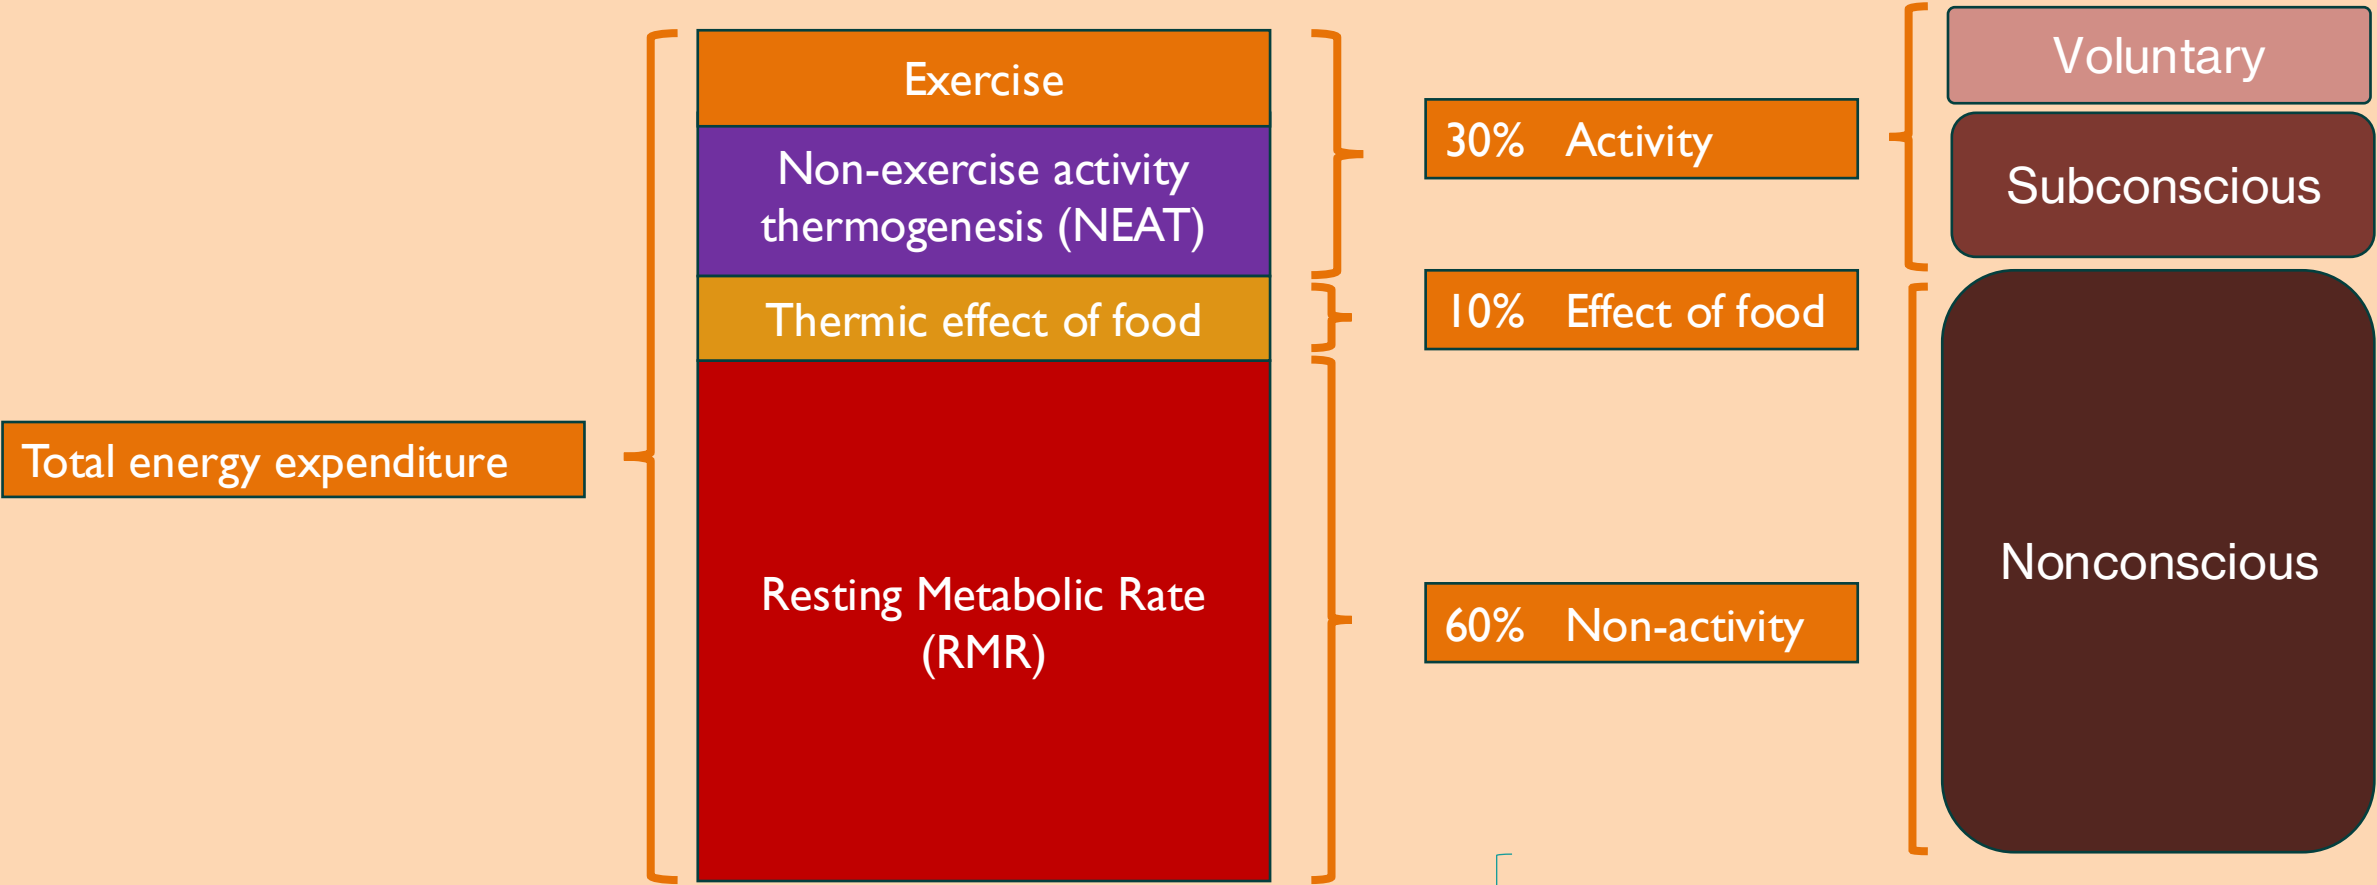 Total energy expenditure
Exercise
Non-exercise activity
thermogenesis (NEAT)
Thermic effect of food
Resting Metabolic Rate
(RMR)
30% Activity
10% Effect of food
60% Non-activity
Voluntary
Subconscious
Nonconscious